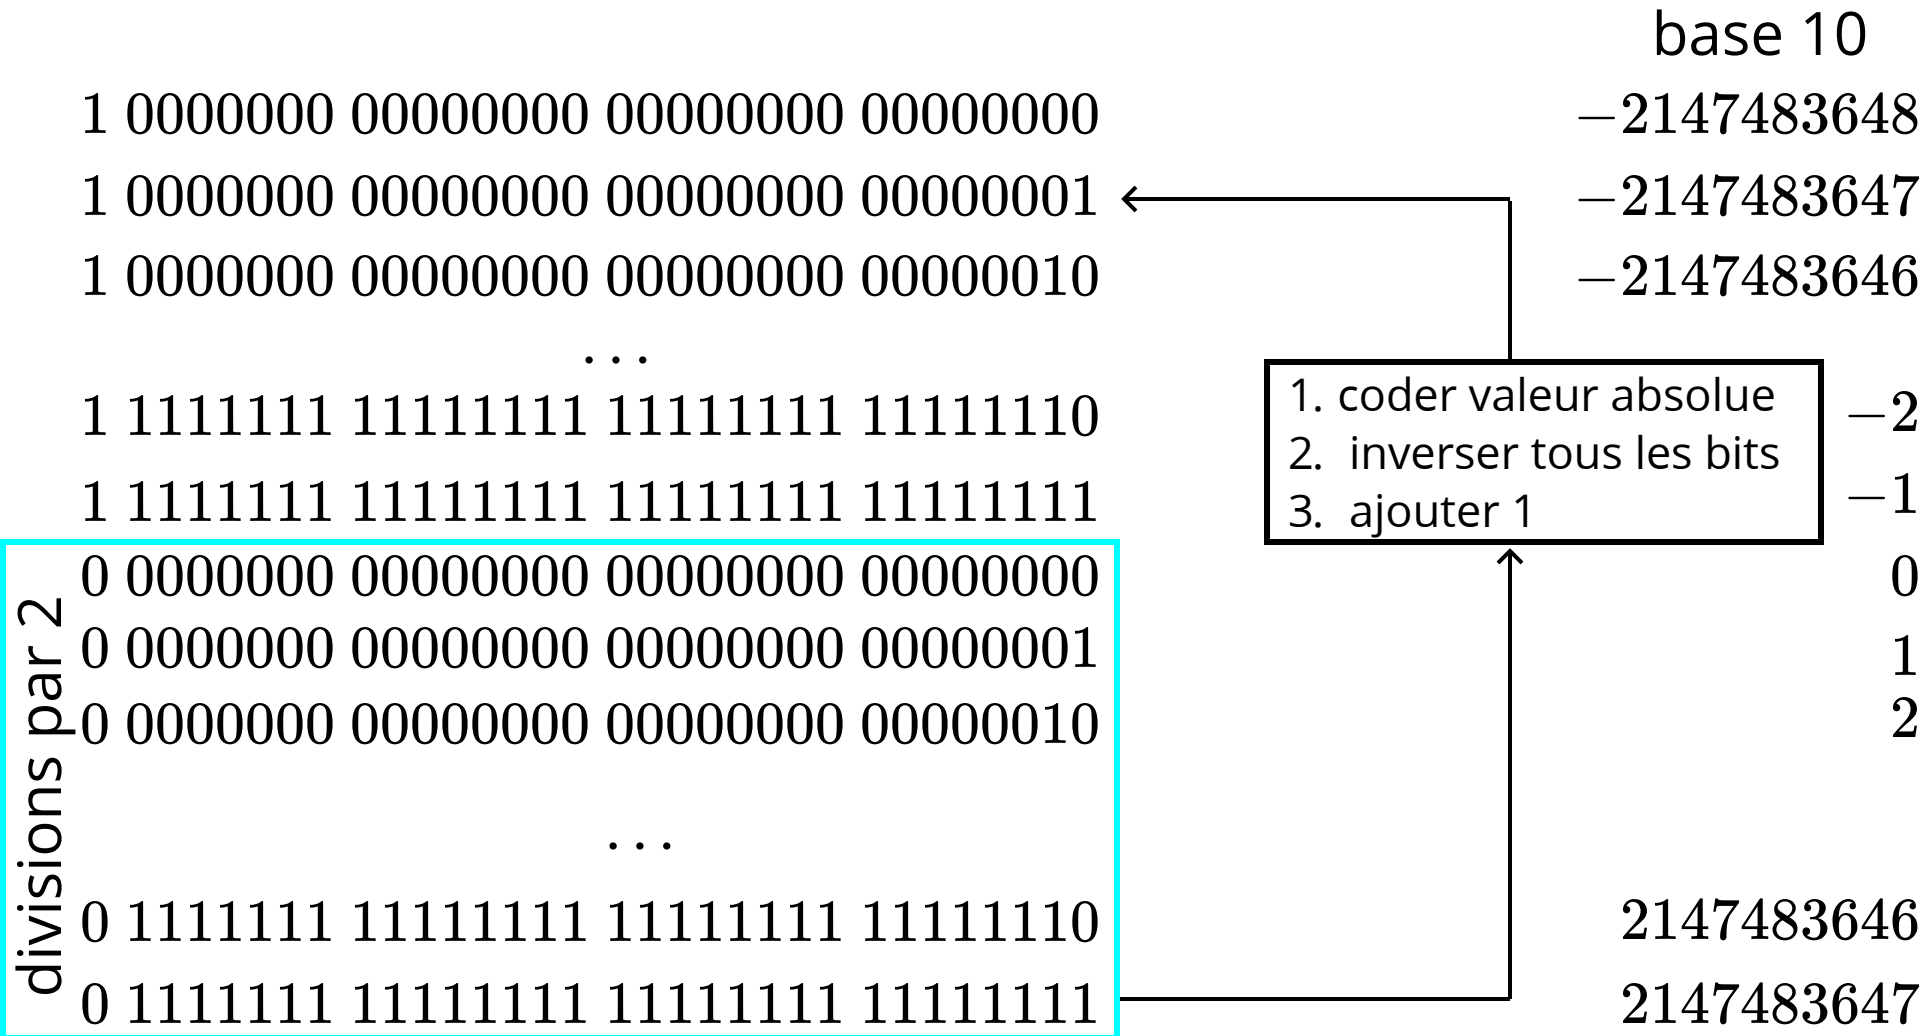 base 10
1 0000000 00000000 00000000 00000000 −2147483648
1 0000000 00000000 00000000 00000001 −2147483647
1 0000000 00000000 00000000 00000010 −2147483646
...
1. coder valeur absolue
2. inverser tous les bits
3. ajouter 1
1 1111111 11111111 11111111 11111110 −2
1 1111111 11111111 11111111 11111111 −1
divisions par 2
0 0000000 00000000 00000000 00000000 0
0 0000000 00000000 00000000 00000001 1
0 0000000 00000000 00000000 00000010 2
...
0 1111111 11111111 11111111 11111110 2147483646
0 1111111 11111111 11111111 11111111 2147483647